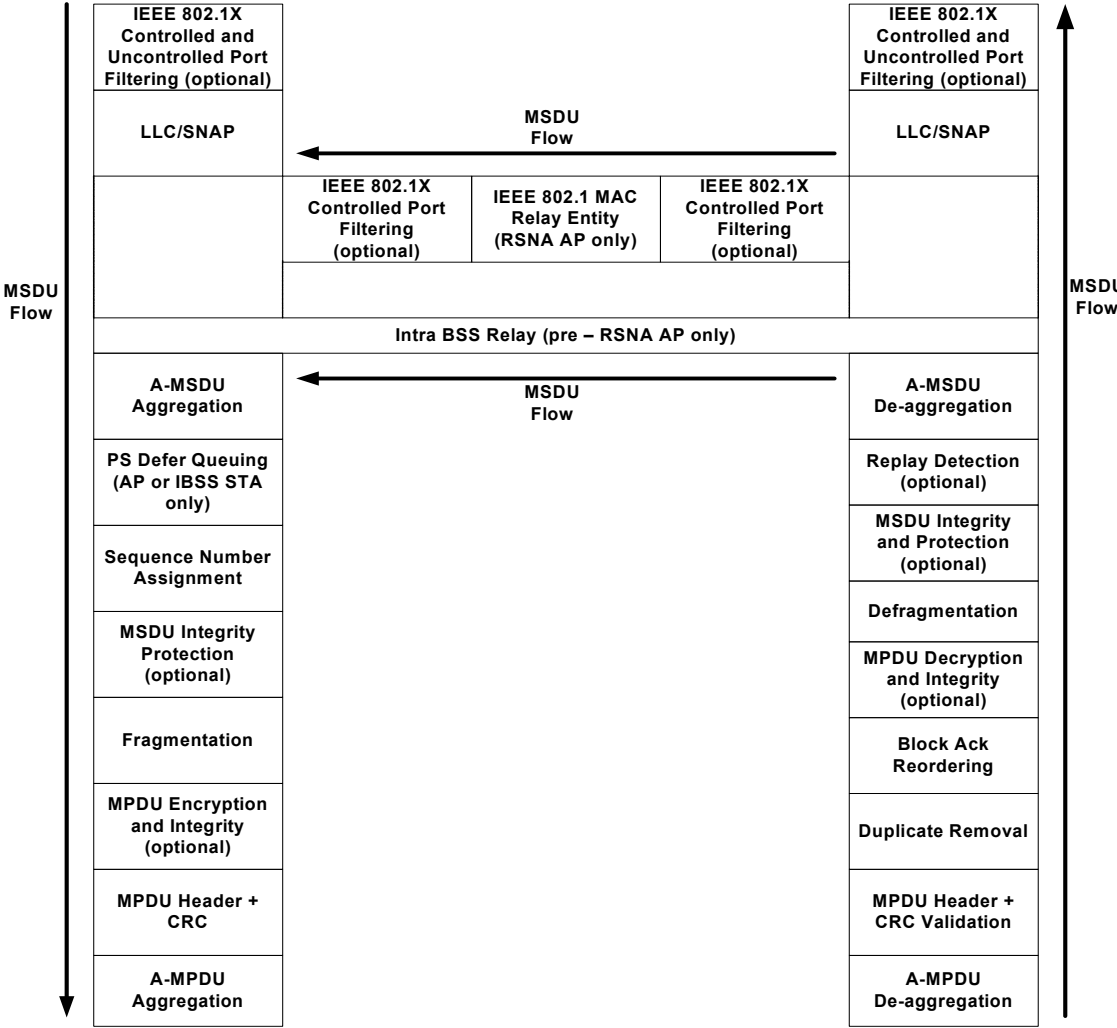 IEEE 802.1X
Controlled and
Uncontrolled Port
Filtering (optional)
IEEE 802.1X
Controlled and
Uncontrolled Port
Filtering (optional)
LLC/SNAP
MSDU
Flow
LLC/SNAP
IEEE 802.1X
Controlled Port
Filtering
(optional)
IEEE 802.1 MAC
Relay Entity
(RSNA AP only)
IEEE 802.1X
Controlled Port
Filtering
(optional)
MSDU
Flow
MSDU
Flow
Intra BSS Relay (pre – RSNA AP only)
A-MSDU
Aggregation
MSDU
Flow
A-MSDU
De-aggregation
PS Defer Queuing
(AP or IBSS STA
only)
Sequence Number
Assignment
MSDU Integrity
Protection
(optional)
Fragmentation
MPDU Encryption
and Integrity
(optional)
MPDU Header +
CRC
A-MPDU
Aggregation
Replay Detection
(optional)
MSDU Integrity
and Protection
(optional)
Defragmentation
MPDU Decryption
and Integrity
(optional)
Block Ack
Reordering
Duplicate Removal
MPDU Header +
CRC Validation
A-MPDU
De-aggregation